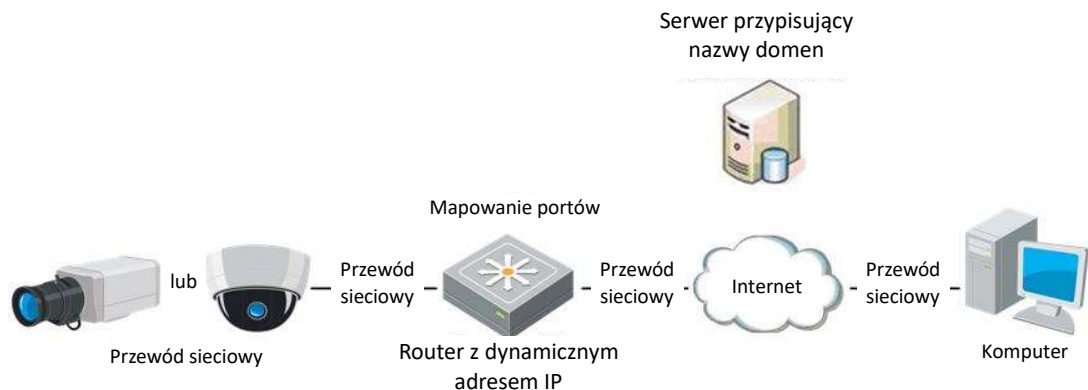 Serwer przypisujący
nazwy domen
Mapowanie portów
lub
Przewód
sieciowy
Przewód
sieciowy
Internet
Przewód
sieciowy
Przewód sieciowy
Router z dynamicznym
adresem IP
Komputer